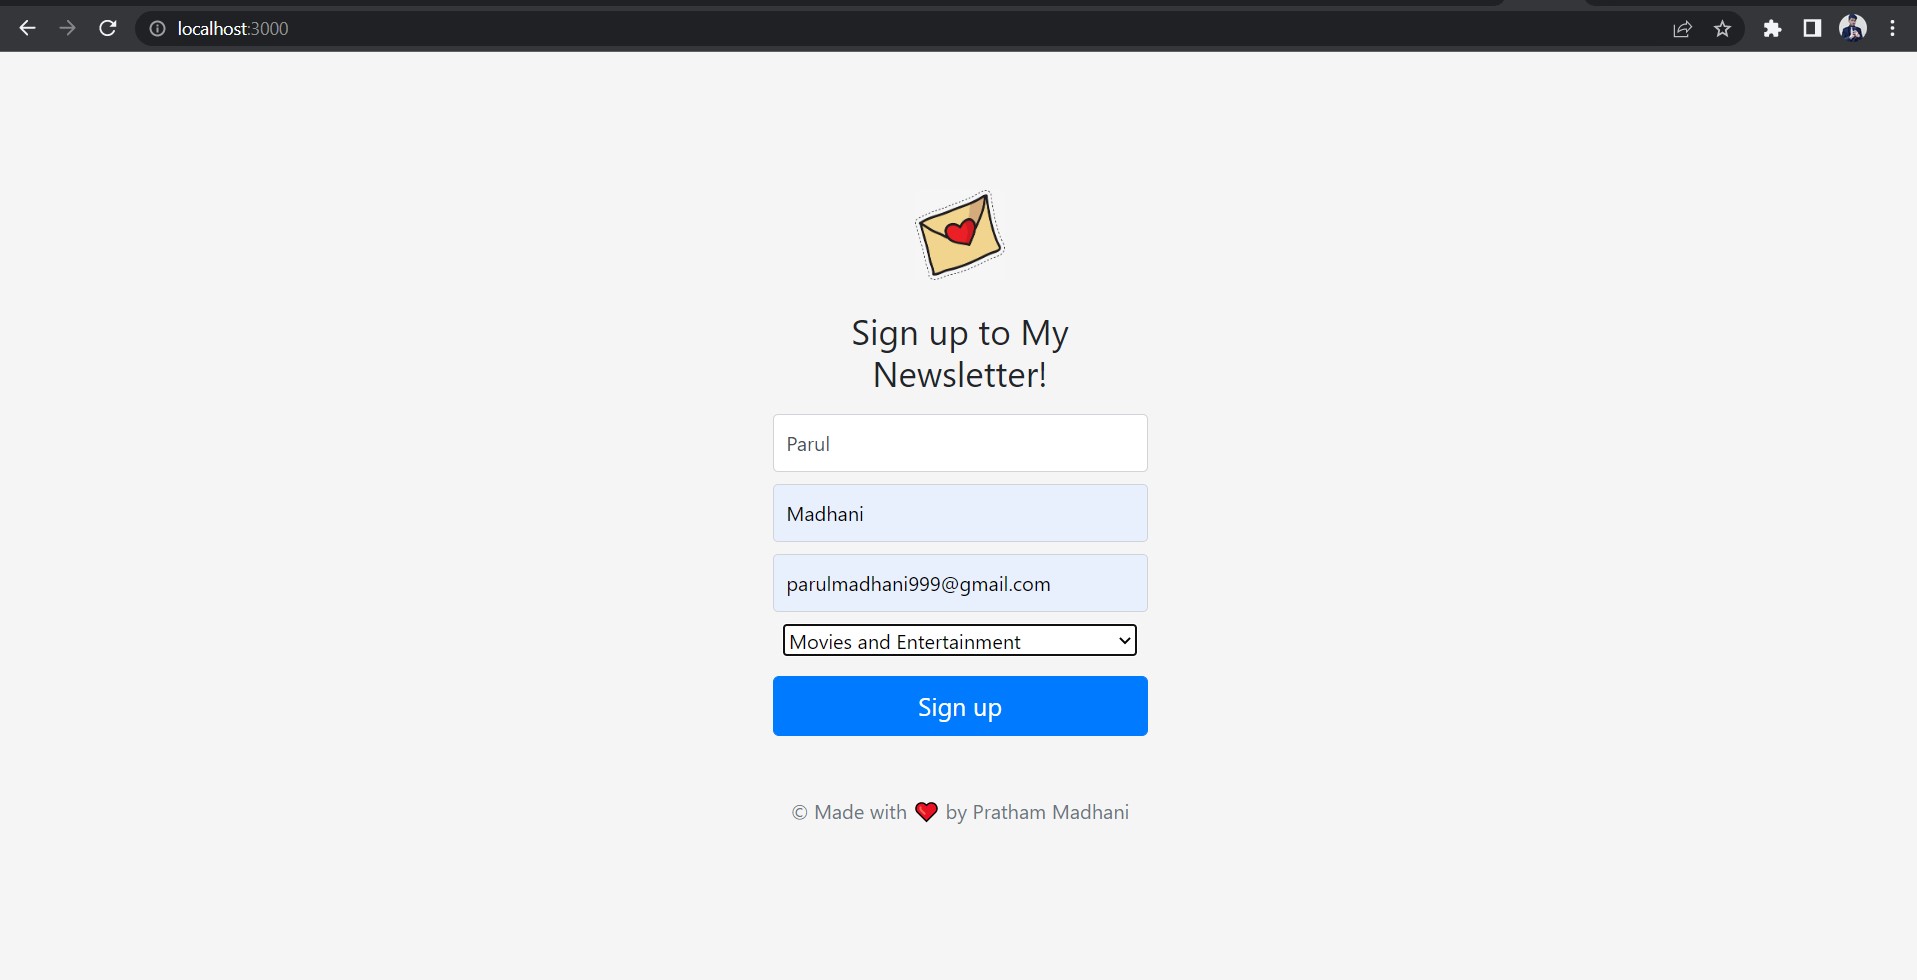 localhost:3000
Sign up to My
Newsletter!
Parul
Madhani
parulmadhani999@gmail.com
Movies and Entertainment
Sign up
© Made with ❤️ by Pratham Madhani